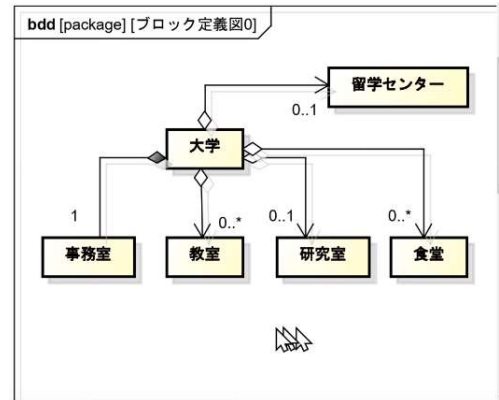 bdd [package] [ブロック定義図0]
留学センター
0..1
大学
1
0..*
0..1
0..*
事務室
教室
研究室
食堂